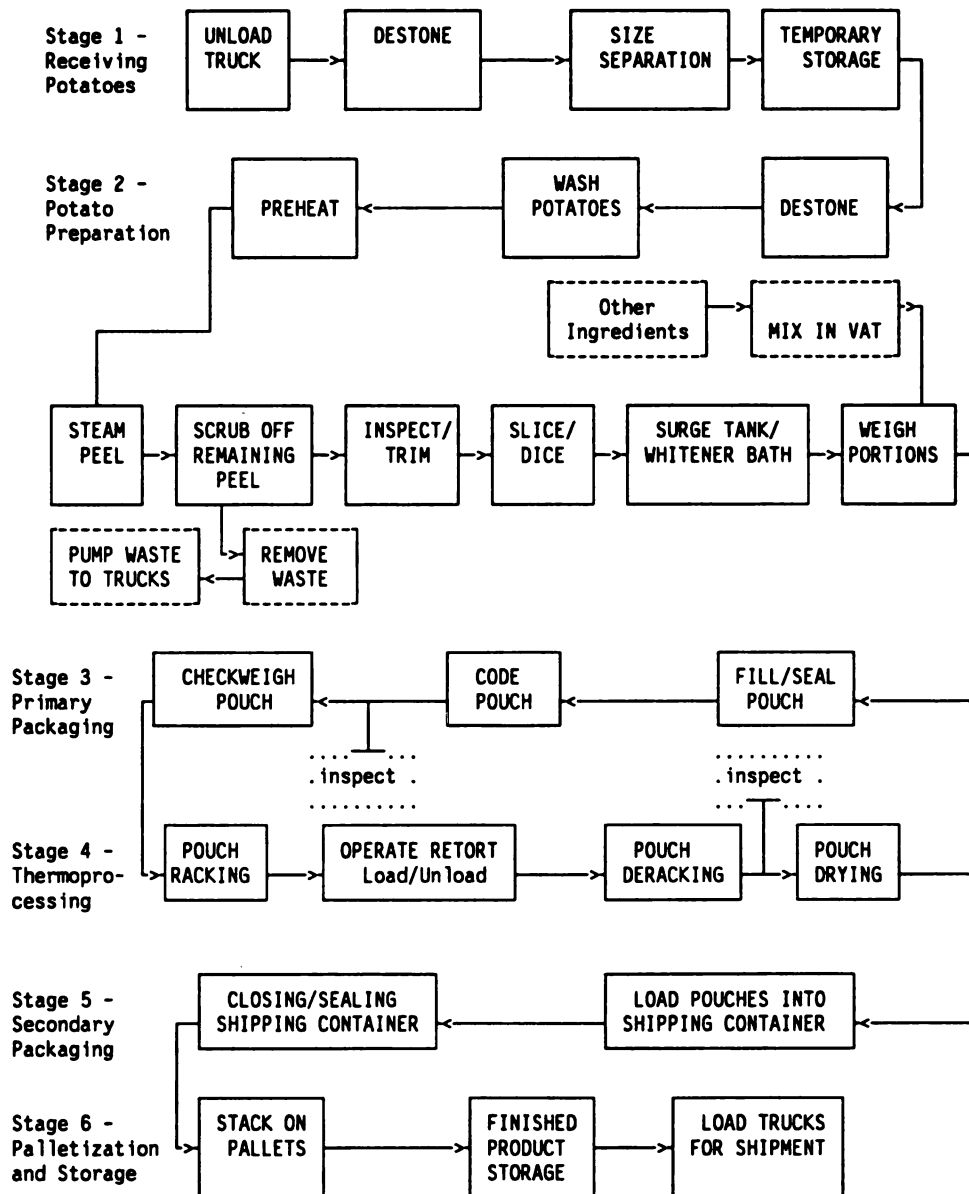 Stage 1 -
Receiving
Potatoes
UNLOAD
TRUCK
DESTONE
SIZE
SEPARATION
TEMPORARY
STORAGE
Stage 2 -
Potato
Preparation
PREHEAT
WASH
POTATOES
DESTONE
Other
Ingredients
MIX IN VAT
STEAM
PEEL
SCRUB OFF
REMAINING
PEEL
INSPECT/
TRIM
SLICE/
DICE
SURGE TANK/
WHITENER BATH
WEIGH
PORTIONS
PUMP WASTE
TO TRUCKS
REMOVE
WASTE
Stage 3 -
Primary
Packaging
CHECKWEIGH
POUCH
CODE
POUCH
FILL/SEAL
POUCH
inspect
inspect
Stage 4 -
Thermopro-
cessing
POUCH
RACKING
OPERATE RETORT
Load/Unload
POUCH
DERACKING
POUCH
DRYING
Stage 5 -
Secondary
Packaging
CLOSING/SEALING
SHIPPING CONTAINER
LOAD POUCHES INTO
SHIPPING CONTAINER
Stage 6 -
Palletization
and Storage
STACK ON
PALLETS
FINISHED
PRODUCT
STORAGE
LOAD TRUCKS
FOR SHIPMENT